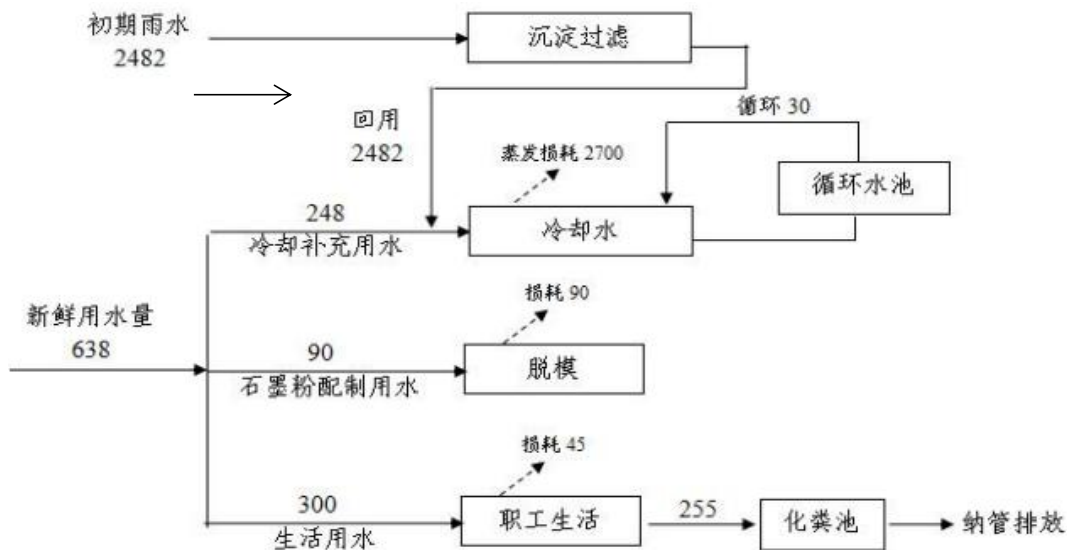 初期雨水
2482
沉淀过滤
回用
2482
循环 30
蒸发损耗 2700
循环水池
248
冷却补充用水
冷却水
新鲜用水量
638
损耗 90
90
石墨粉配制用水
脱模
损耗 45
300
生活用水
职工生活
255
化粪池
纳管排放